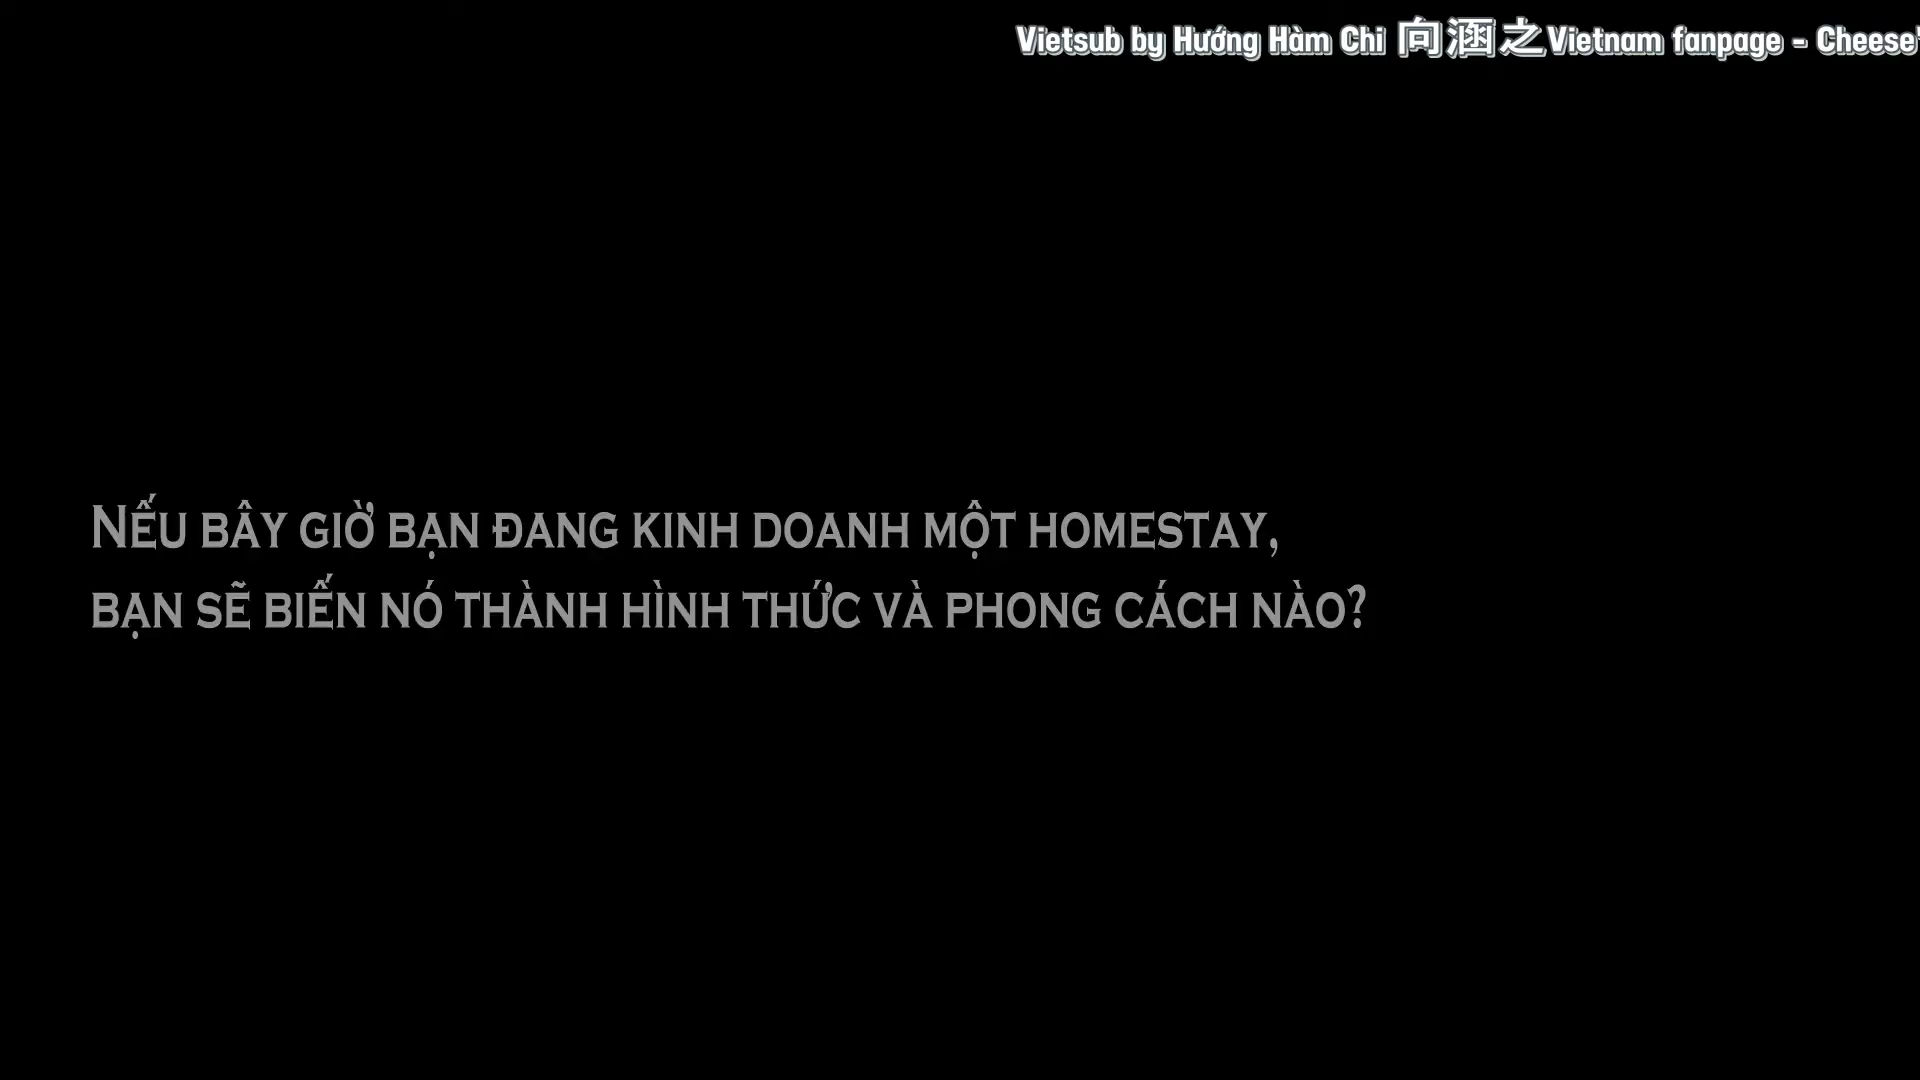 Vietsub by Hướng Hàm Chi 向涵之Vietnam fanpage - Cheese'
Nếu bây giờ bạn đang kinh doanh một homestay,
bạn sẽ biến nó thành hình thức và phong cách nào?